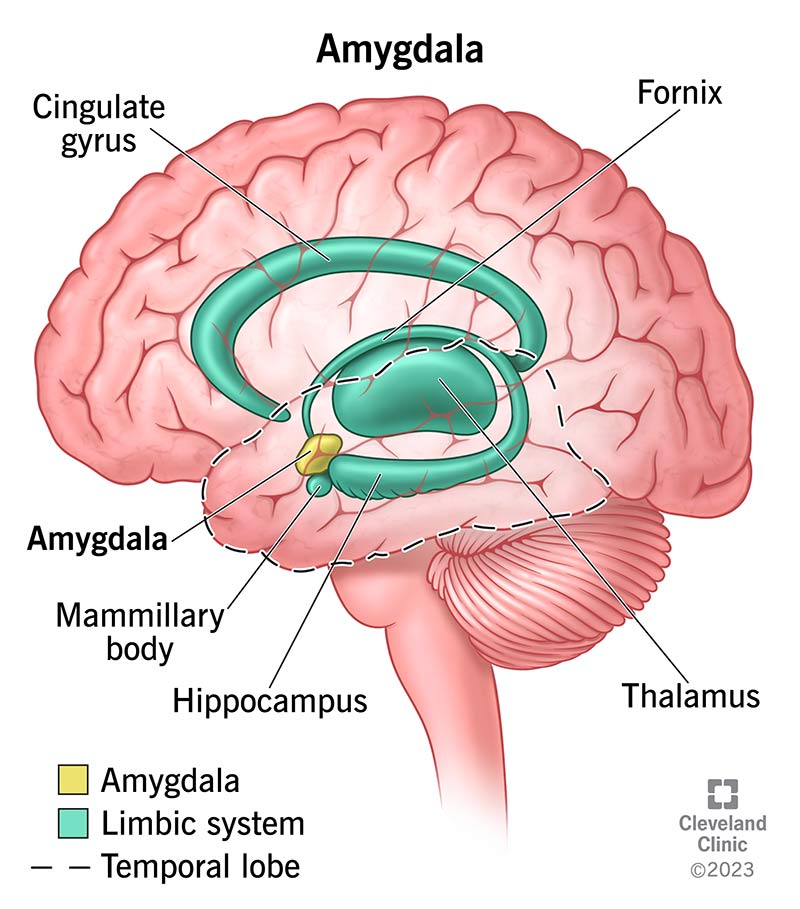 Amygdala
Cingulate
gyrus
Fornix
Amygdala
Mammillary
body
Hippocampus
Thalamus
Amygdala
Limbic system
Temporal lobe
Cleveland
Clinic
©2023